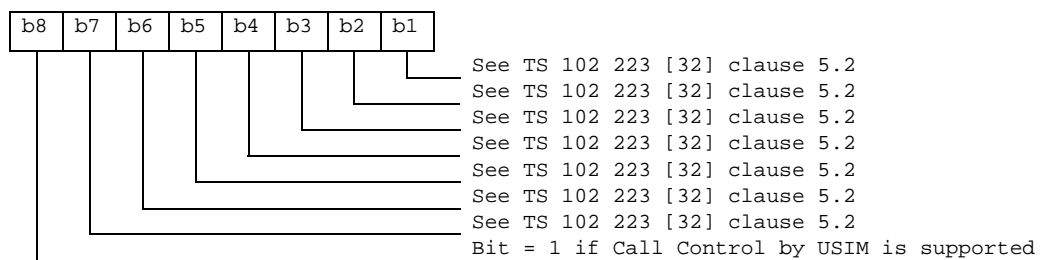 b8 b7 b6 b5 b4 b3 b2 b1
See TS 102 223 [32] clause 5.2
See TS 102 223 [32] clause 5.2
See TS 102 223 [32] clause 5.2
See TS 102 223 [32] clause 5.2
See TS 102 223 [32] clause 5.2
See TS 102 223 [32] clause 5.2
See TS 102 223 [32] clause 5.2
Bit = 1 if Call Control by USIM is supported